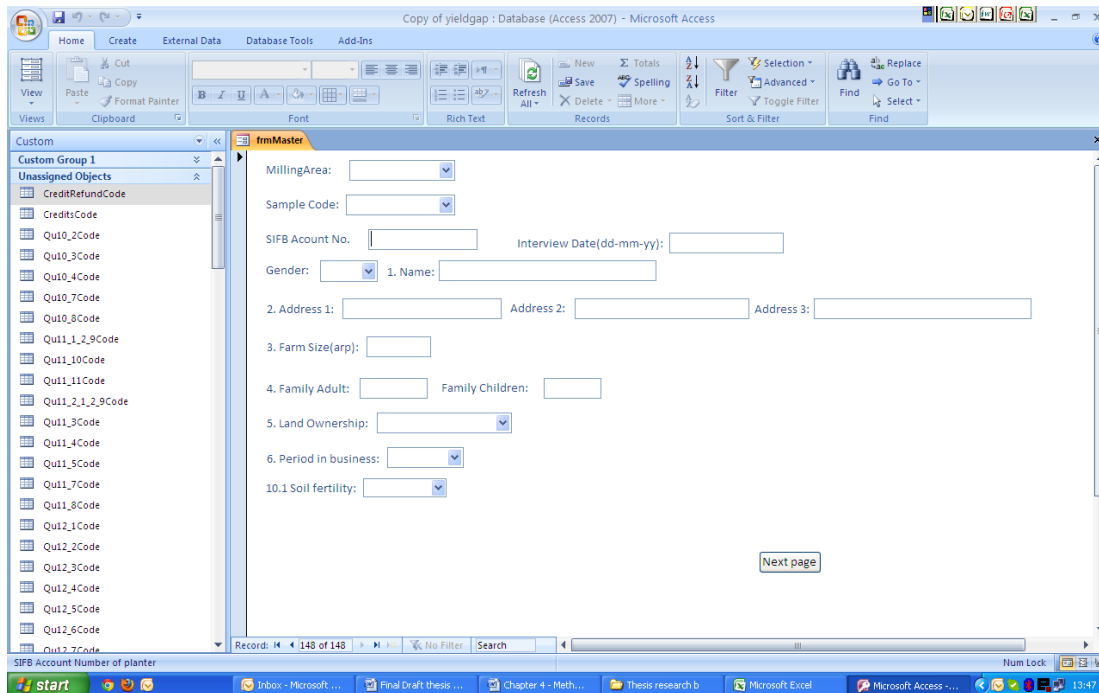 Copy of yieldgap : Database (Access 2007) - Microsoft Access
Home Create External Data Database Tools Add-Ins
View Paste Cut Copy Format Painter
B I U A
Refresh All New Save Delete Totals Spelling More
Filter Selection Advanced Toggle Filter
Find Replace Go To Select
Views Clipboard Font Rich Text Records Sort & Filter Find
Custom
Custom Group 1
Unassigned Objects
CreditRefundCode
CreditsCode
Qu10_2Code
Qu10_3Code
Qu10_4Code
Qu10_7Code
Qu10_8Code
Qu11_1_2_9Code
Qu11_10Code
Qu11_11Code
Qu11_2_1_2_9Code
Qu11_3Code
Qu11_4Code
Qu11_5Code
Qu11_7Code
Qu11_8Code
Qu12_1Code
Qu12_2Code
Qu12_3Code
Qu12_4Code
Qu12_5Code
Qu12_6Code
Qu12_7Code
frmMaster
MillingArea:
Sample Code:
SIFB Acount No. Interview Date(dd-mm-yy):
Gender: 1. Name:
2. Address 1: Address 2: Address 3:
3. Farm Size(arp):
4. Family Adult: Family Children:
5. Land Ownership:
6. Period in business:
10.1 Soil fertility:
Next page
Record: 148 of 148 No Filter Search
SIFB Account Number of planter Num Lock
start Inbox - Microsoft ... Final Draft thesis ... Chapter 4 - Meth... Thesis research b Microsoft Excel Microsoft Access -... 13:47